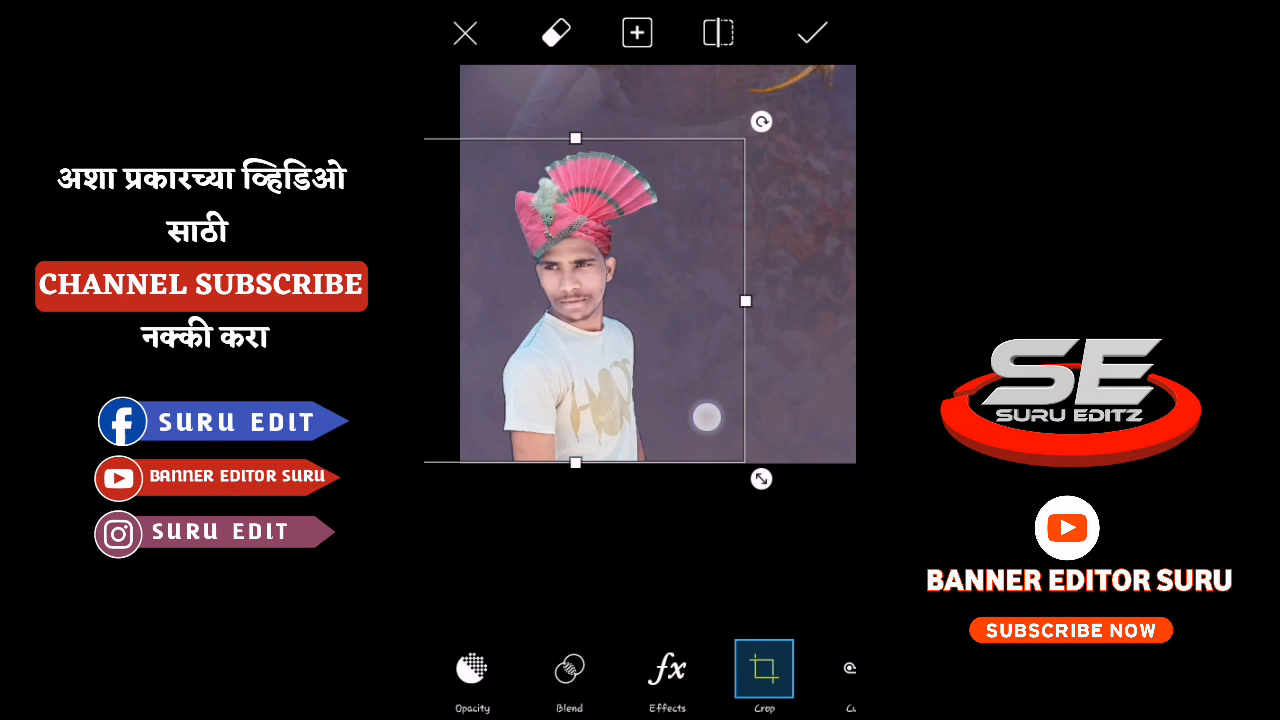 अशा प्रकारच्या व्हिडिओ
साठी
CHANNEL SUBSCRIBE
नक्की करा
SURU EDIT
BANNER EDITOR SURU
SURU EDIT
Opacity
Blend
Effects
Crop
Cu
SE
SURU EDITZ
BANNER EDITOR SURU
SUBSCRIBE NOW